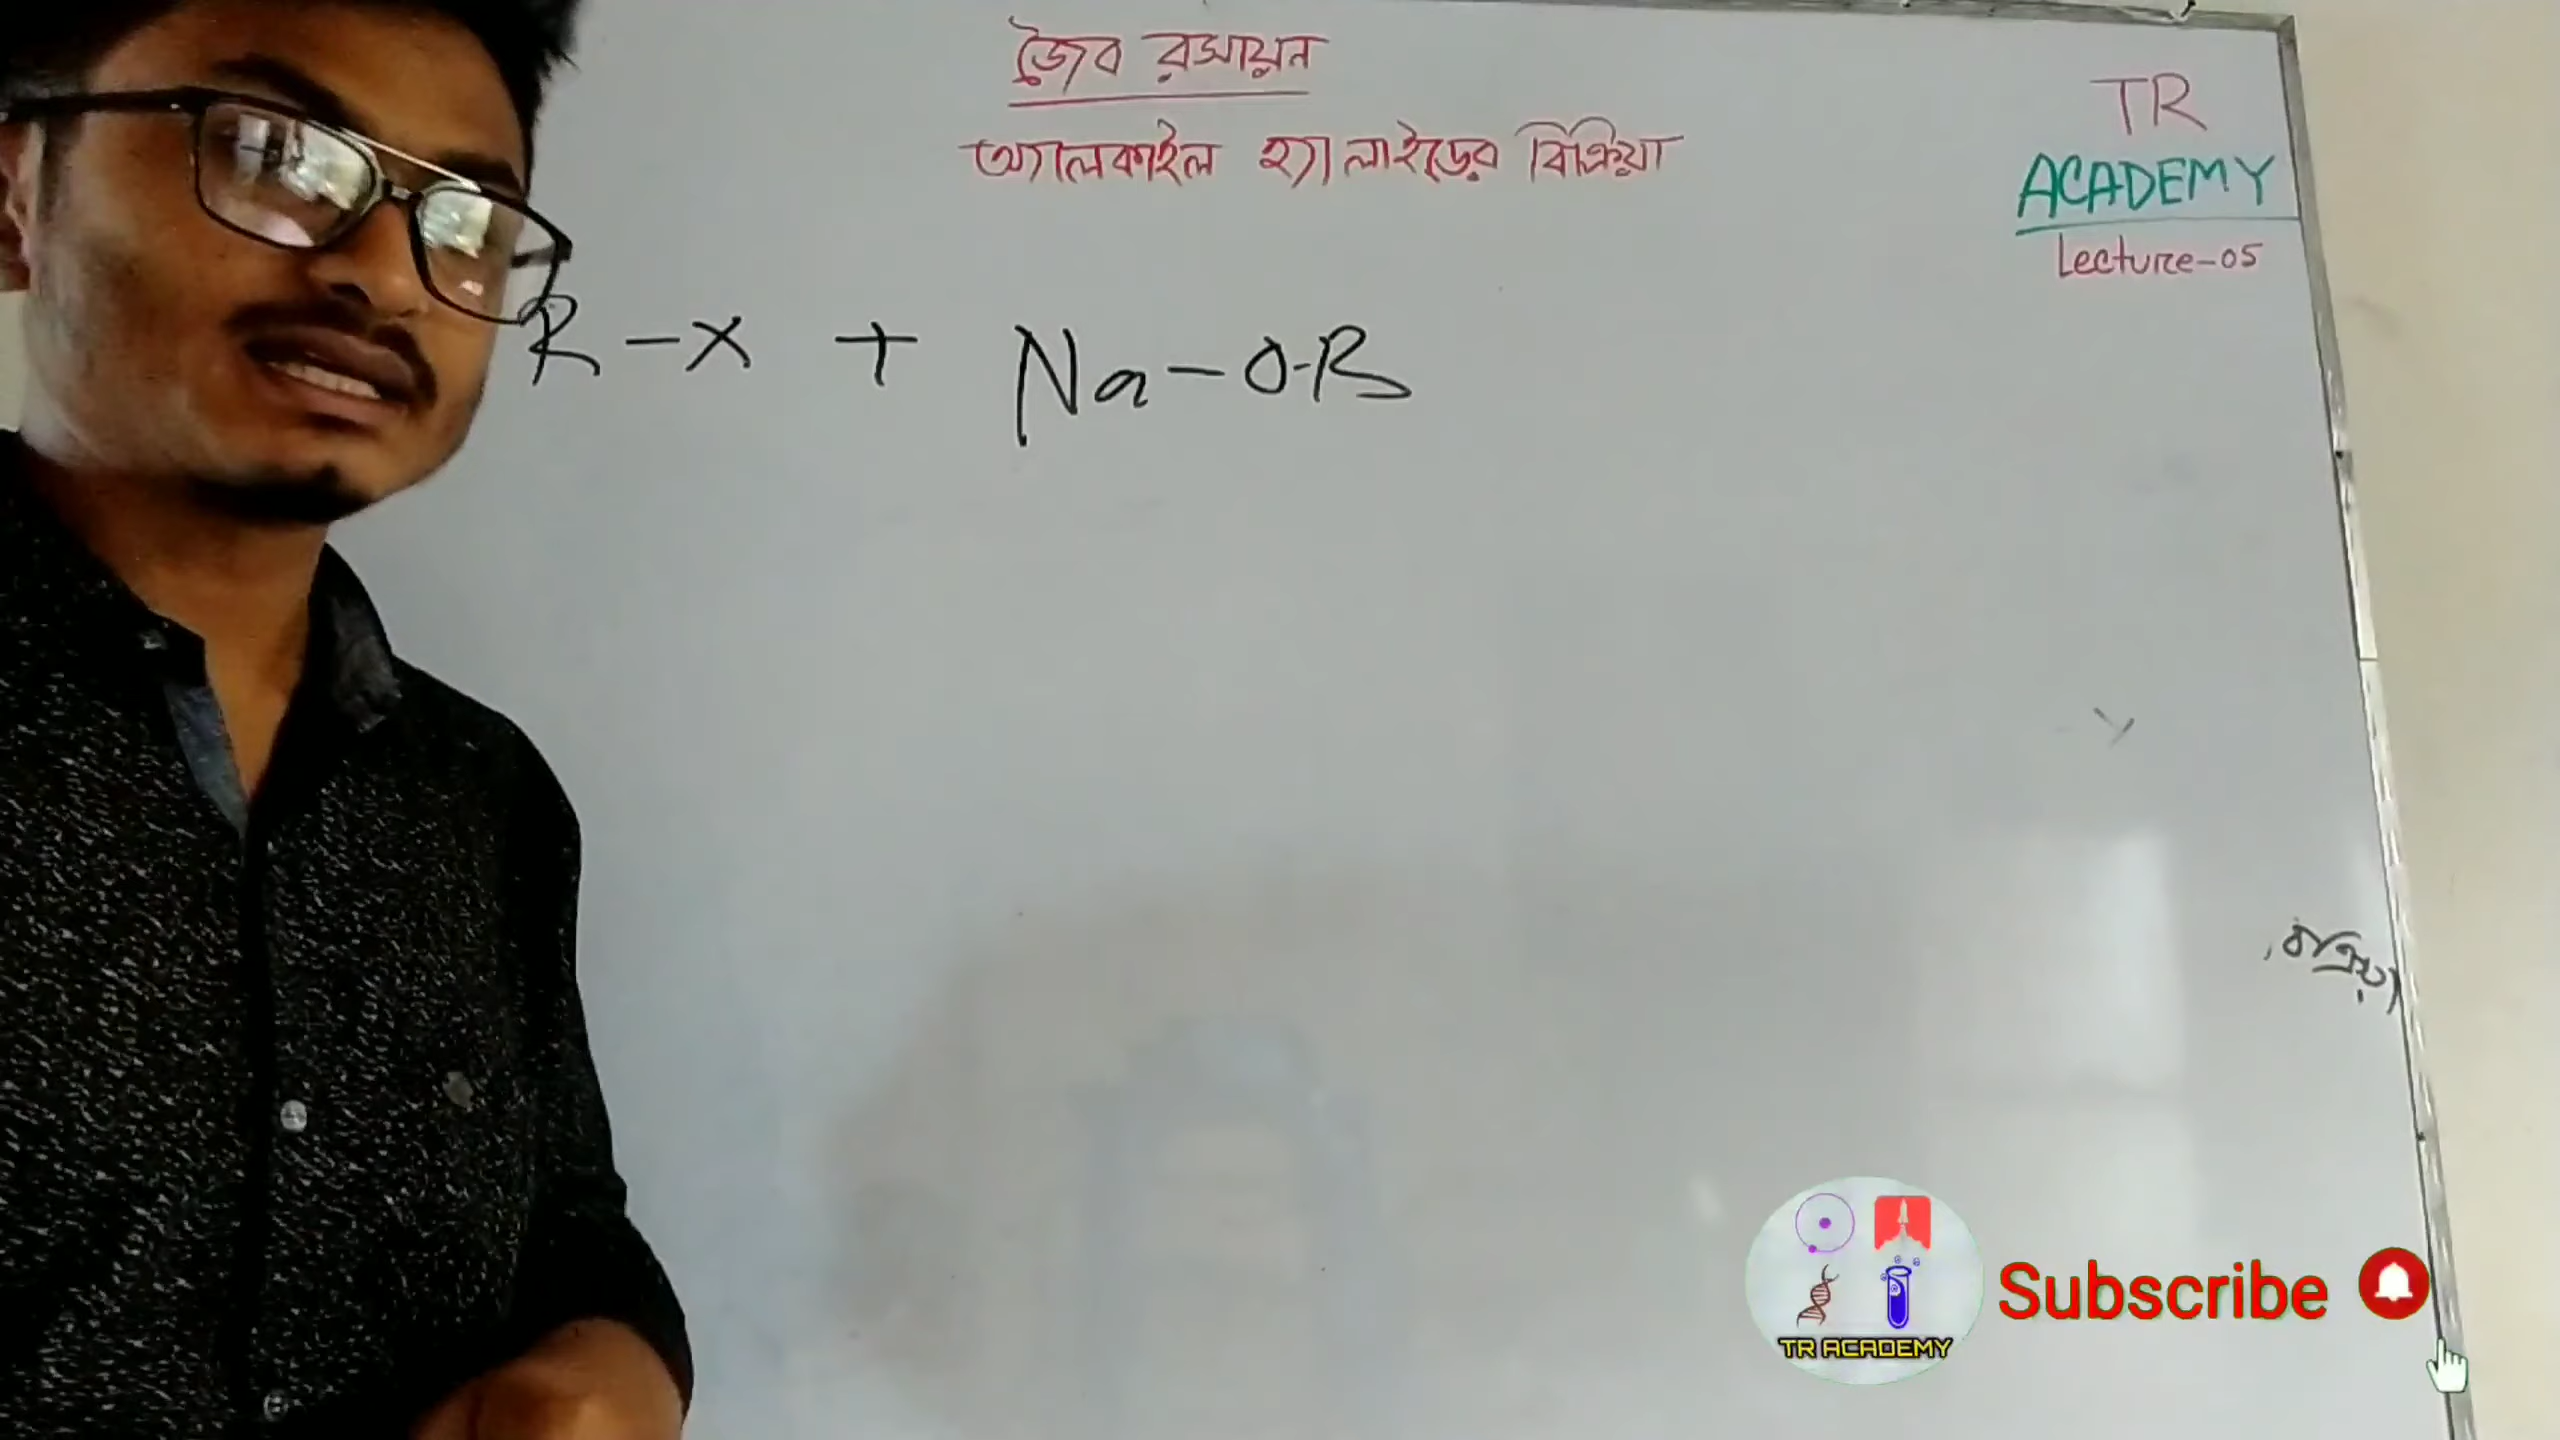 জৈব রসায়ন
অ্যালকাইল হ্যালাইডের বিক্রিয়া
TR
ACADEMY
Lecture-05
R-X + Na-O-R
Subscribe
TR ACADEMY